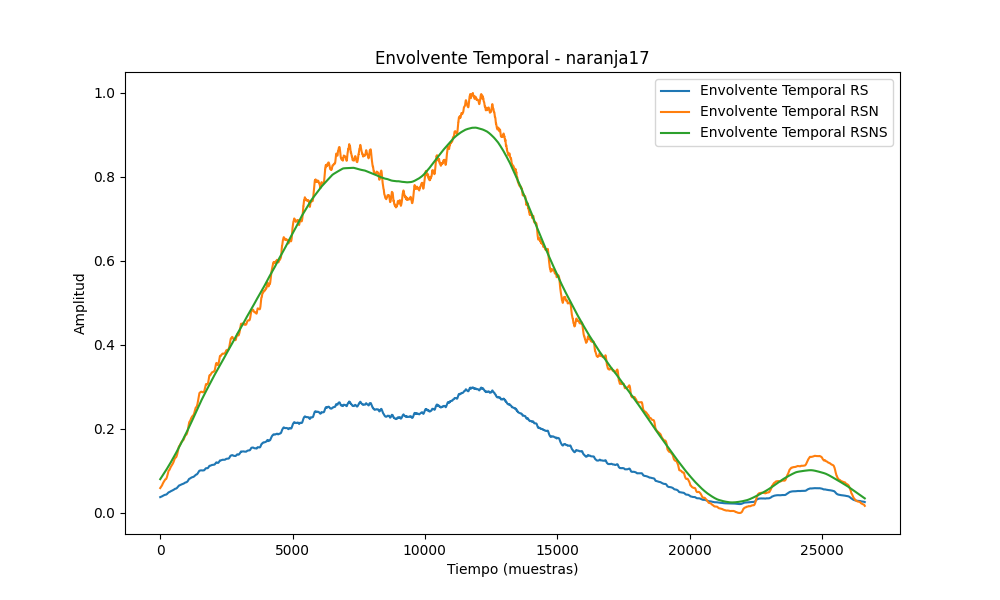 Envolvente Temporal - naranja17
Envolvente Temporal RS
Envolvente Temporal RSN
Envolvente Temporal RSNS
Amplitud
1.0
0.8
0.6
0.4
0.2
0.0
0 5000 10000 15000 20000 25000
Tiempo (muestras)